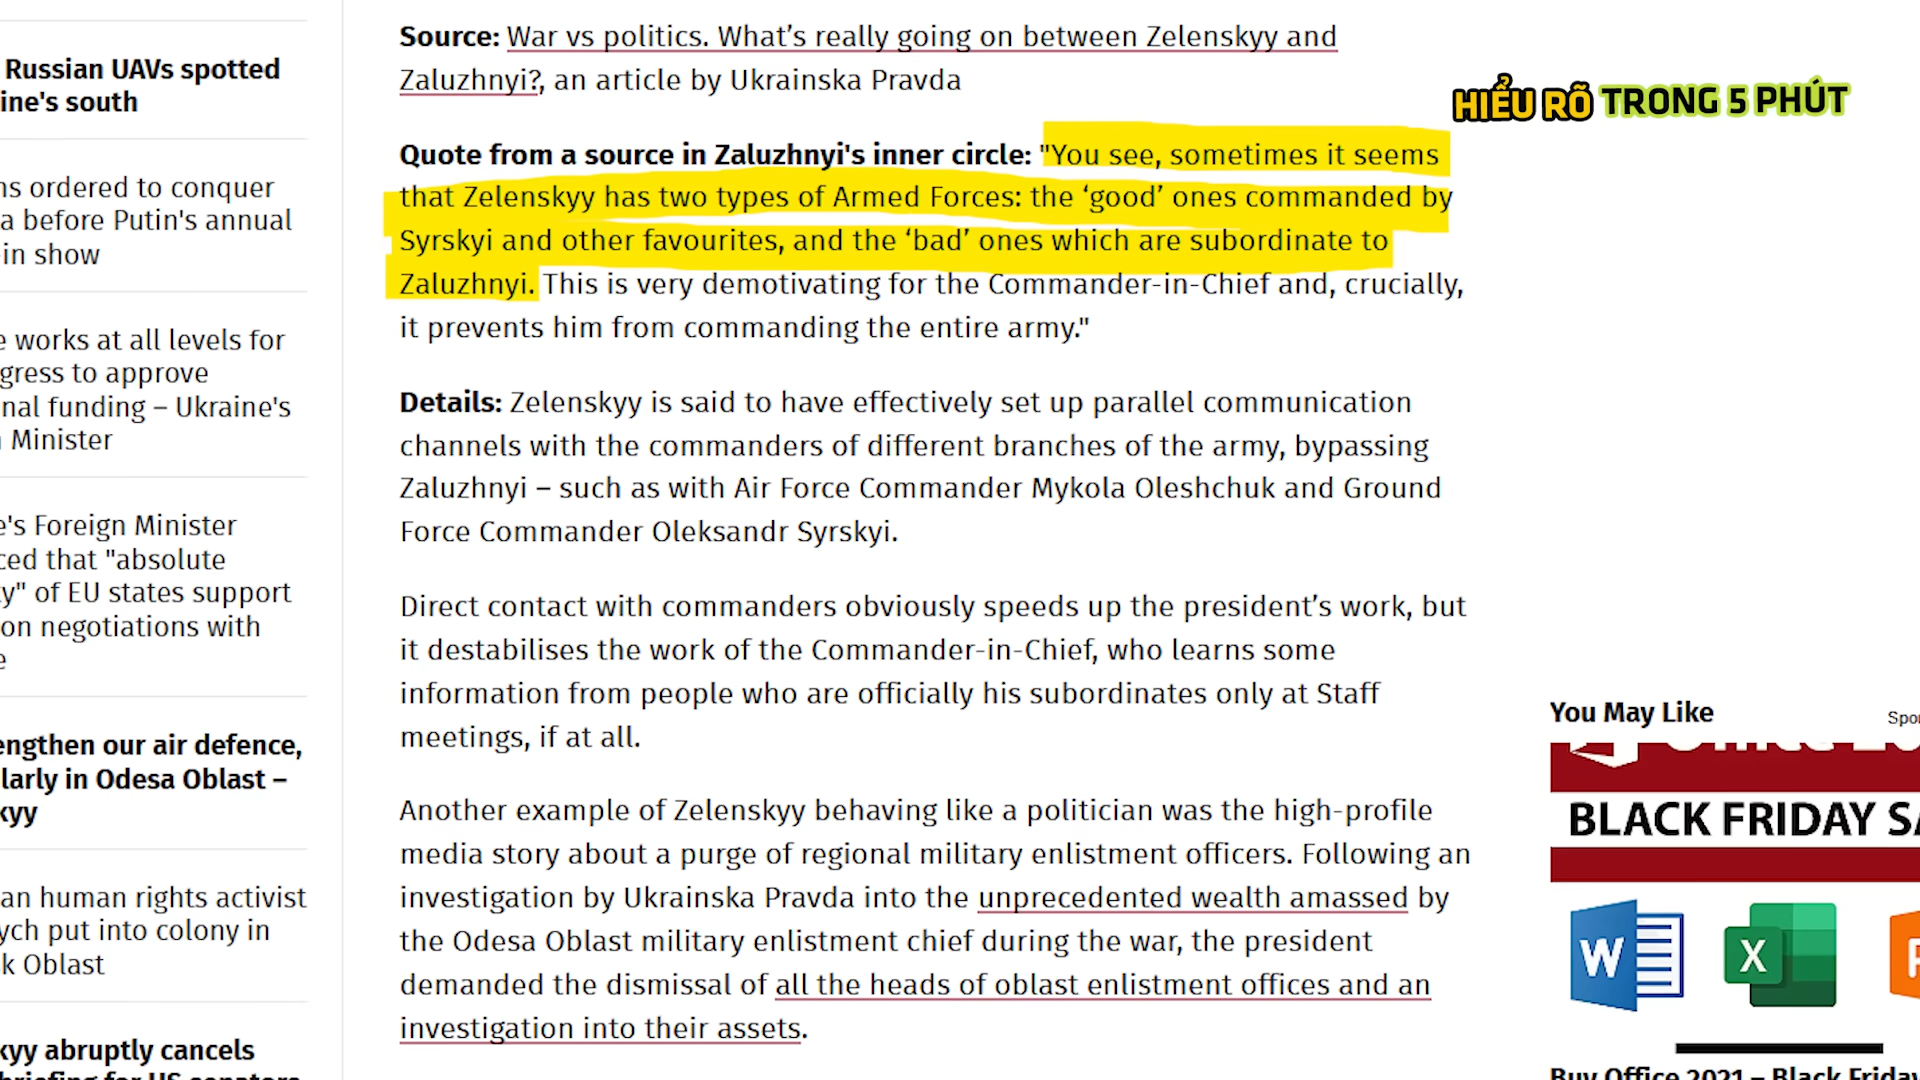 Russian UAVs spotted
ine's south
ns ordered to conquer
a before Putin's annual
in show
e works at all levels for
gress to approve
nal funding – Ukraine's
Minister
e's Foreign Minister
ced that "absolute
y" of EU states support
on negotiations with
e
engthen our air defence,
larly in Odesa Oblast –
kyy
an human rights activist
ych put into colony in
k Oblast
kyy abruptly cancels
briefing for US senators
Source: War vs politics. What’s really going on between Zelenskyy and
Zaluzhnyi?, an article by Ukrainska Pravda
Quote from a source in Zaluzhnyi's inner circle: "You see, sometimes it seems
that Zelenskyy has two types of Armed Forces: the ‘good’ ones commanded by
Syrskyi and other favourites, and the ‘bad’ ones which are subordinate to
Zaluzhnyi. This is very demotivating for the Commander-in-Chief and, crucially,
it prevents him from commanding the entire army."
Details: Zelenskyy is said to have effectively set up parallel communication
channels with the commanders of different branches of the army, bypassing
Zaluzhnyi – such as with Air Force Commander Mykola Oleshchuk and Ground
Force Commander Oleksandr Syrskyi.
Direct contact with commanders obviously speeds up the president’s work, but
it destabilises the work of the Commander-in-Chief, who learns some
information from people who are officially his subordinates only at Staff
meetings, if at all.
Another example of Zelenskyy behaving like a politician was the high-profile
media story about a purge of regional military enlistment officers. Following an
investigation by Ukrainska Pravda into the unprecedented wealth amassed by
the Odesa Oblast military enlistment chief during the war, the president
demanded the dismissal of all the heads of oblast enlistment offices and an
investigation into their assets.
HIỂU RÕ TRONG 5 PHÚT
You May Like
Spo
BLACK FRIDAY SA
W
X
P
Buy Office 2021 – Black Friday